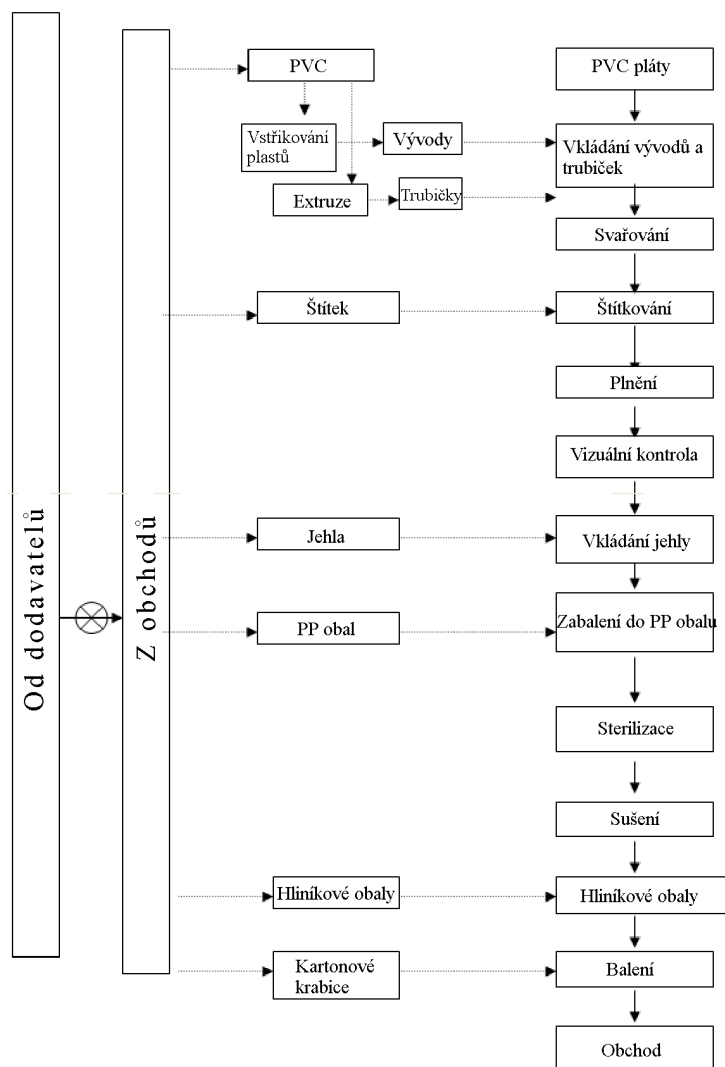 Od dodavatelů
Z obchodů
PVC
PVC pláty
Vstřikování
plastů
Vývody
Vkládání vývodů a
trubiček
Extruze
Trubičky
Svařování
Štítek
Štítkování
Plnění
Vizuální kontrola
Jehla
Vkládání jehly
PP obal
Zabalení do PP obalu
Sterilizace
Sušení
Hliníkové obaly
Hliníkové obaly
Kartonové
krabice
Balení
Obchod